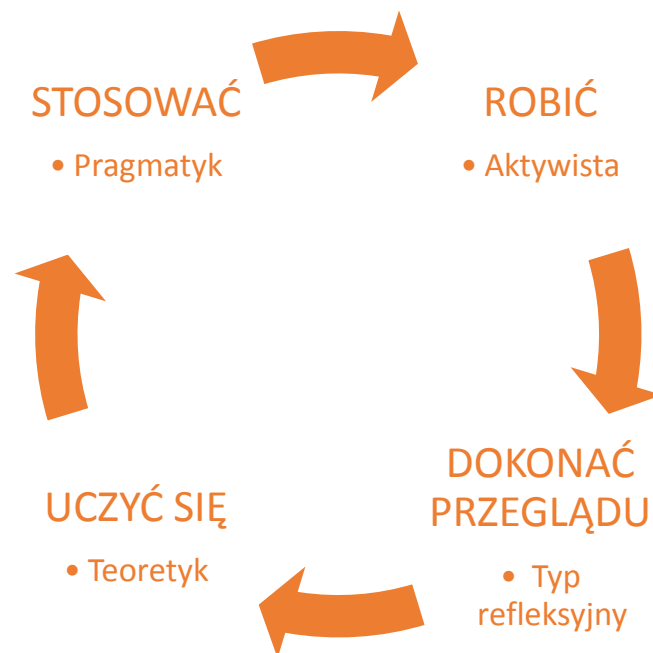 STOSOWAĆ
• Pragmatyk
ROBIĆ
• Aktywista
DOKONAĆ
PRZEGLĄDU
• Typ
refleksyjny
UCZYĆ SIĘ
• Teoretyk